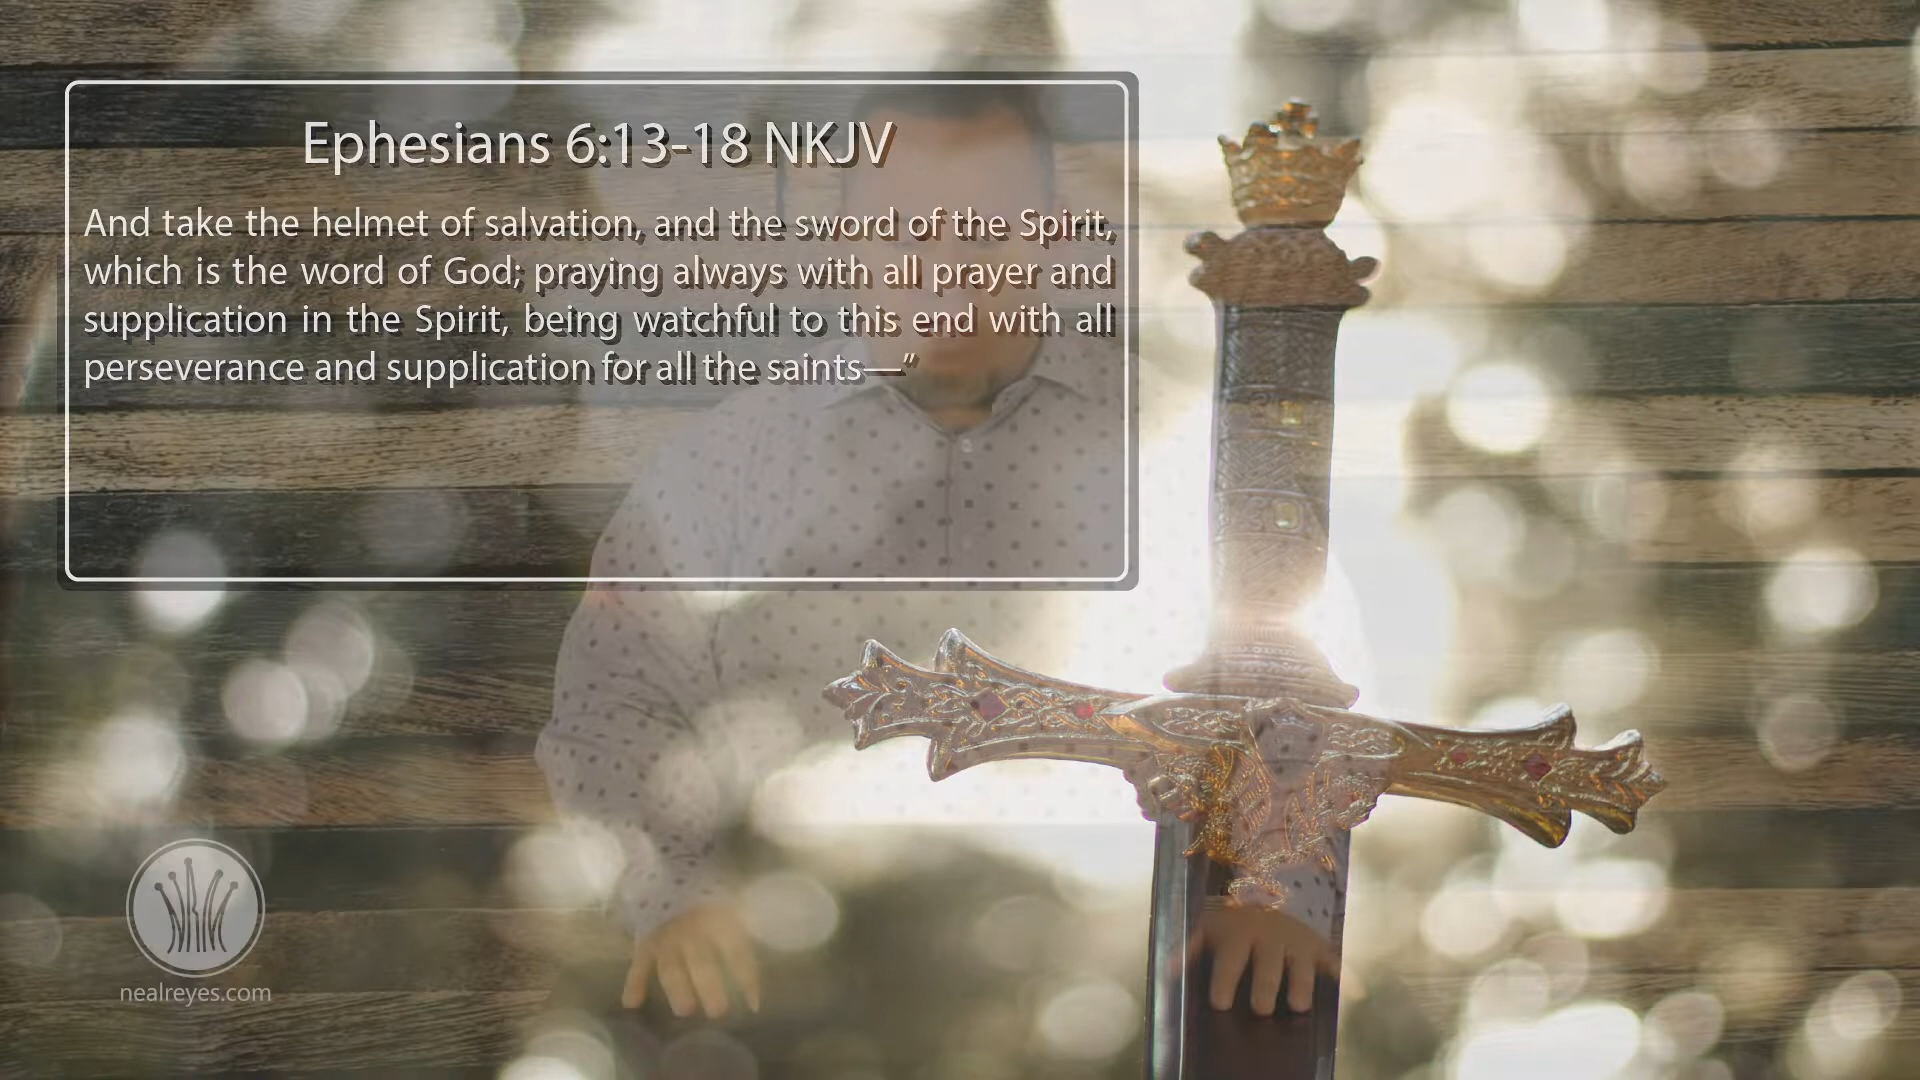 Ephesians 6:13-18 NKJV
And take the helmet of salvation, and the sword of the Spirit,
which is the word of God; praying always with all prayer and
supplication in the Spirit, being watchful to this end with all
perseverance and supplication for all the saints—”
NRM
nealreyes.com